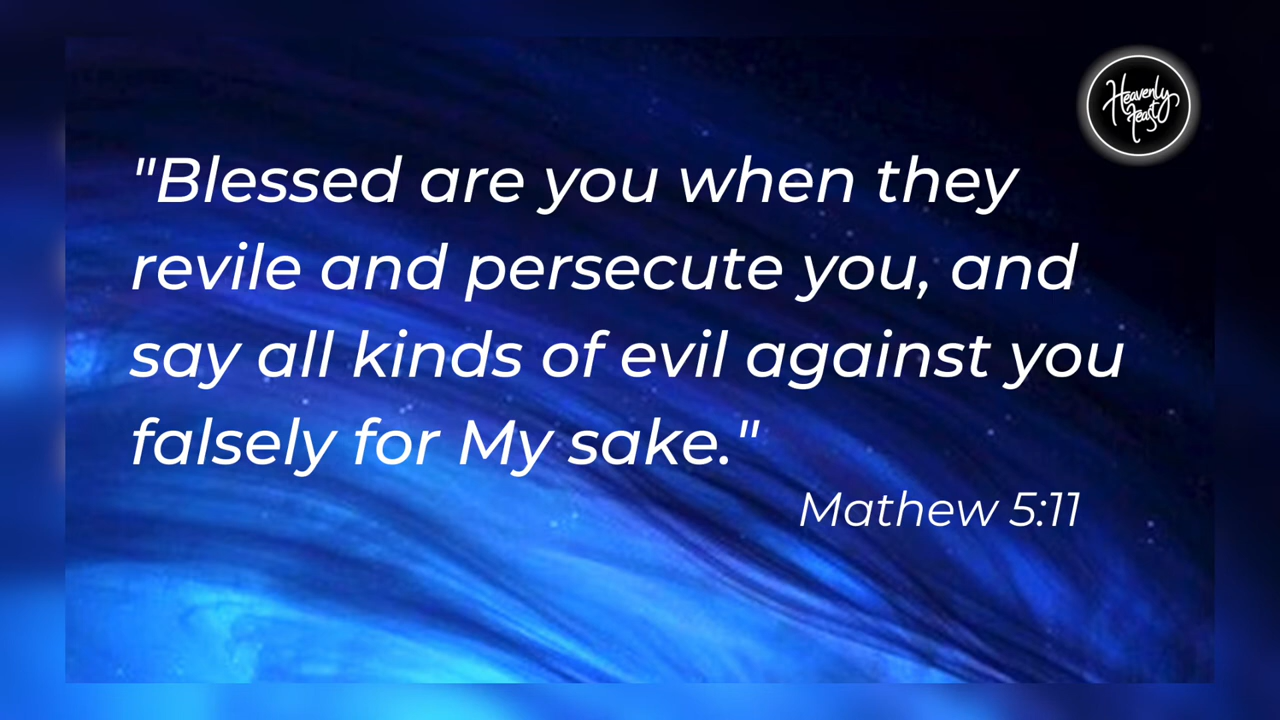 Heavenly
feast
"Blessed are you when they
revile and persecute you, and
say all kinds of evil against you
falsely for My sake."
Mathew 5:11